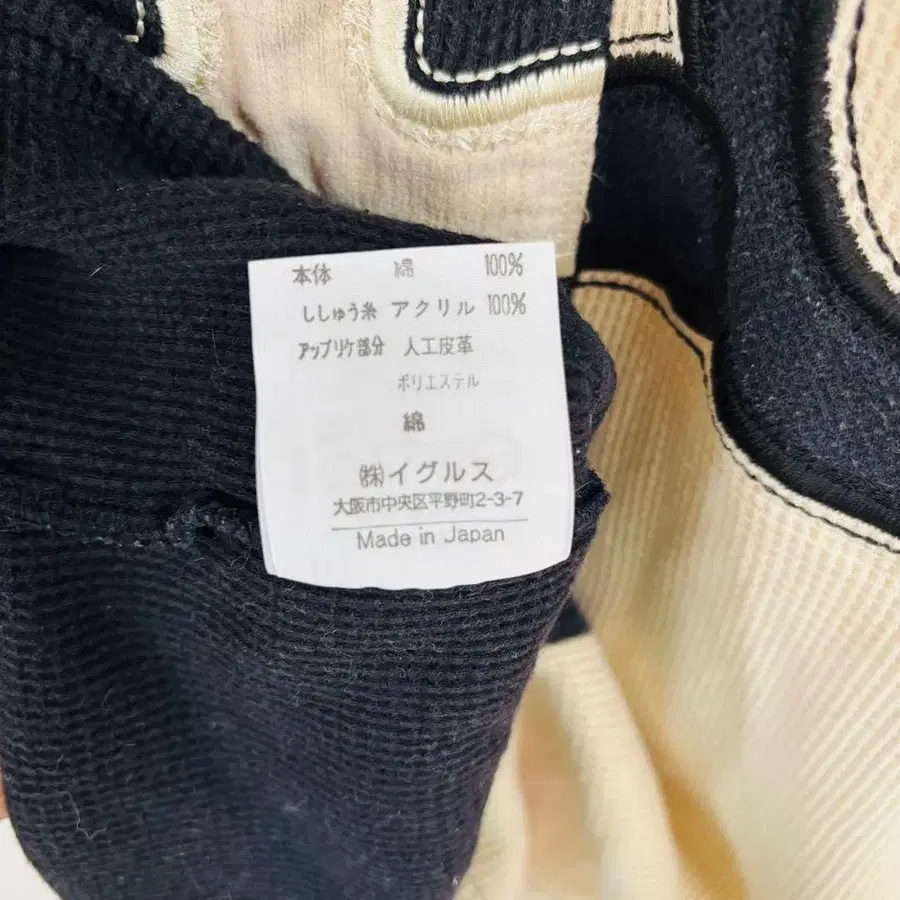 本体 綿 100%
ししゅう糸 アクリル 100%
アップリケ部分 人工皮革
ポリエステル
綿
㈱イグルス
大阪市中央区平野町2-3-7
Made in Japan